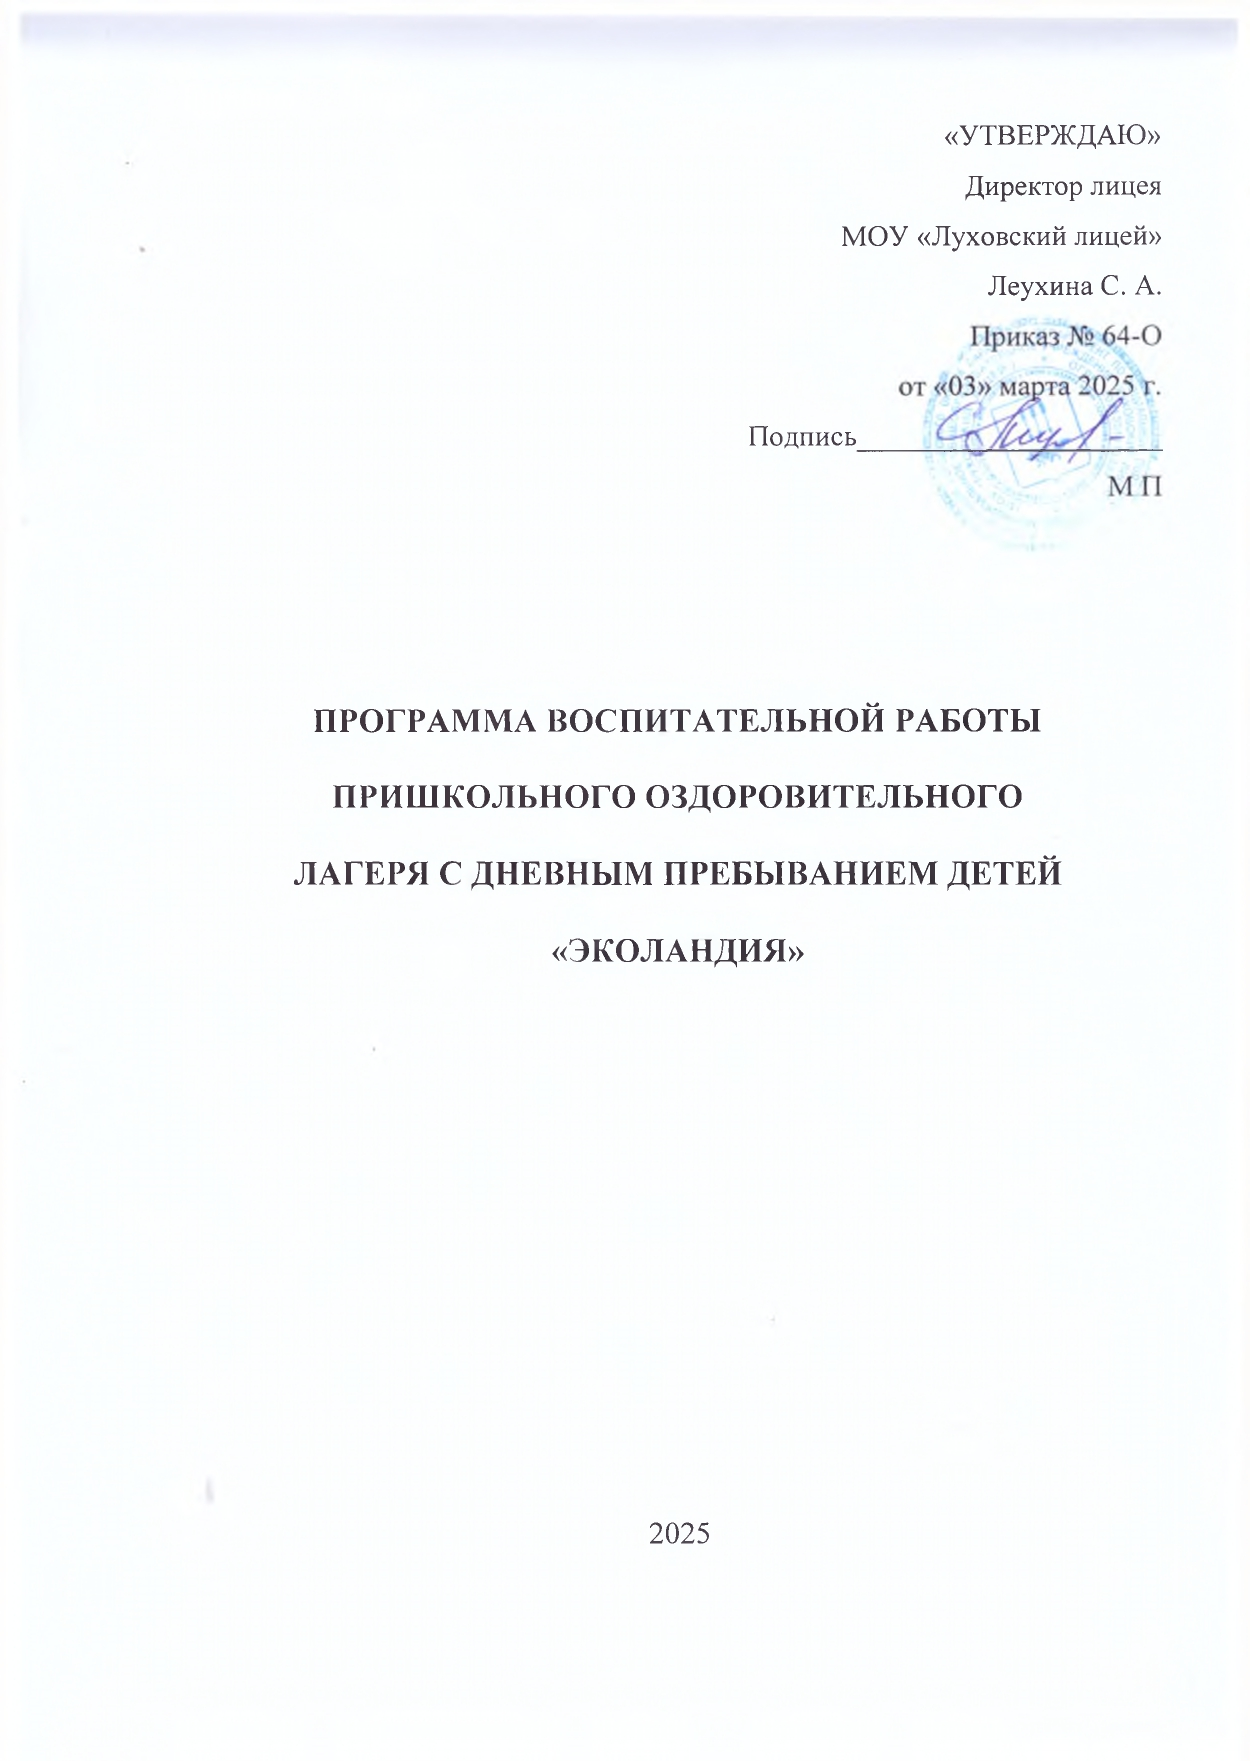 «УТВЕРЖДАЮ»
Директор лицея
МОУ «Луховский лицей»
Леухина С. А.
Приказ № 64-О
от «03» марта 2025 г.
Подпись____________________
М П
ПРОГРАММА ВОСПИТАТЕЛЬНОЙ РАБОТЫ
ПРИШКОЛЬНОГО ОЗДОРОВИТЕЛЬНОГО
ЛАГЕРЯ С ДНЕВНЫМ ПРЕБЫВАНИЕМ ДЕТЕЙ
«ЭКОЛАНДИЯ»
2025